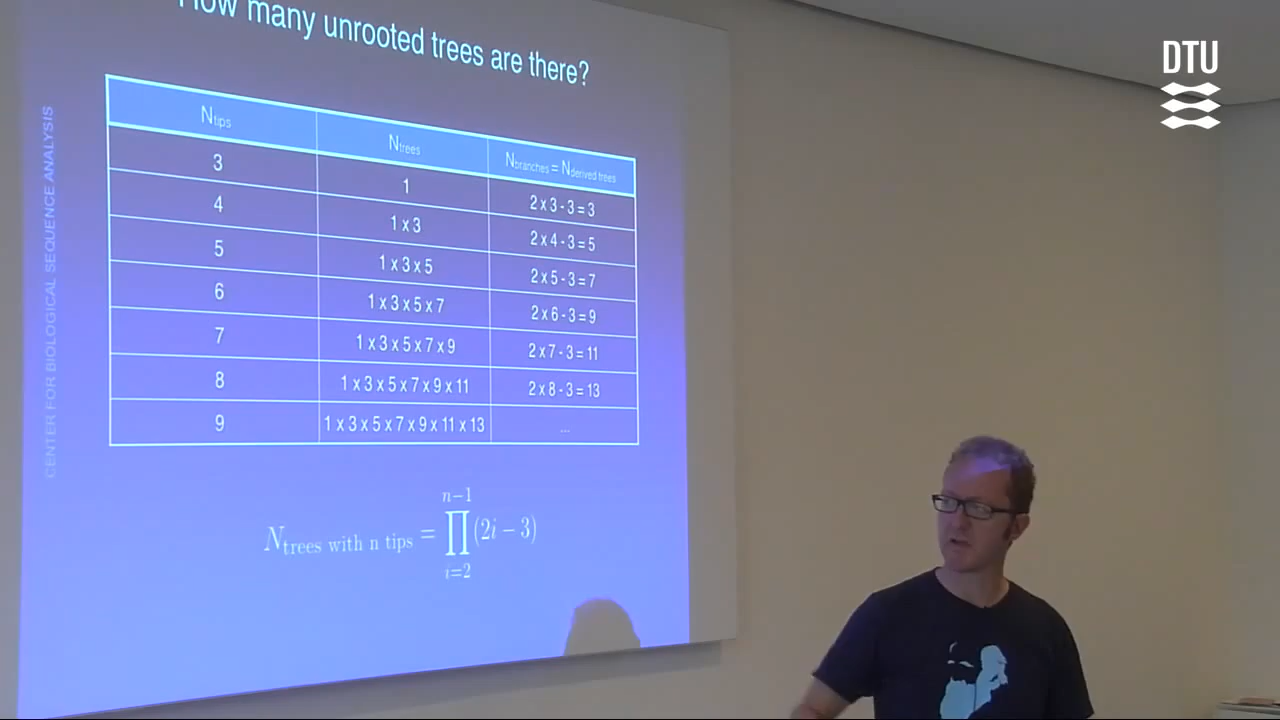 How many unrooted trees are there?
Ntips Ntrees Nbranches = Nderived trees
3 1 2 x 3 - 3 = 3
4 1 x 3 2 x 4 - 3 = 5
5 1 x 3 x 5 2 x 5 - 3 = 7
6 1 x 3 x 5 x 7 2 x 6 - 3 = 9
7 1 x 3 x 5 x 7 x 9 2 x 7 - 3 = 11
8 1 x 3 x 5 x 7 x 9 x 11 2 x 8 - 3 = 13
9 1 x 3 x 5 x 7 x 9 x 11 x 13 ...
n−1
Ntrees with n tips = ∏(2i − 3)
i=2
CENTER FOR BIOLOGICAL SEQUENCE ANALYSIS
DTU